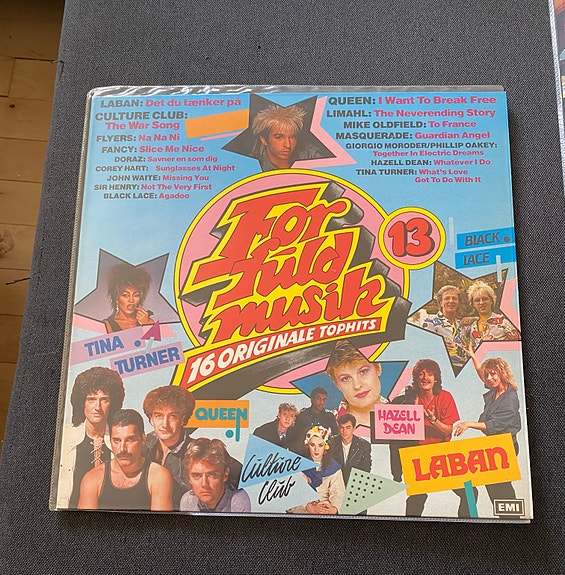 LABAN: Det du tænker på
CULTURE CLUB:
The War Song
FLYERS: Na Na Ni
FANCY: Slice Me Nice
DORAZ: Savner en som dig
COREY HART: Sunglasses At Night
JOHN WAITE: Missing You
SIR HENRY: Not The Very First
BLACK LACE: Agadoo
QUEEN: I Want To Break Free
LIMAHL: The Neverending Story
MIKE OLDFIELD: To France
MASQUERADE: Guardian Angel
GIORGIO MORODER/PHILLIP OAKEY:
Together In Electric Dreams
HAZELL DEAN: Whatever I Do
TINA TURNER: What's Love
Got To Do With It
For
fuld
musik
13
16 ORIGINALE TOPHITS
BLACK
LACE
TINA
TURNER
QUEEN
Culture
Club
HAZELL
DEAN
LABAN
EMI